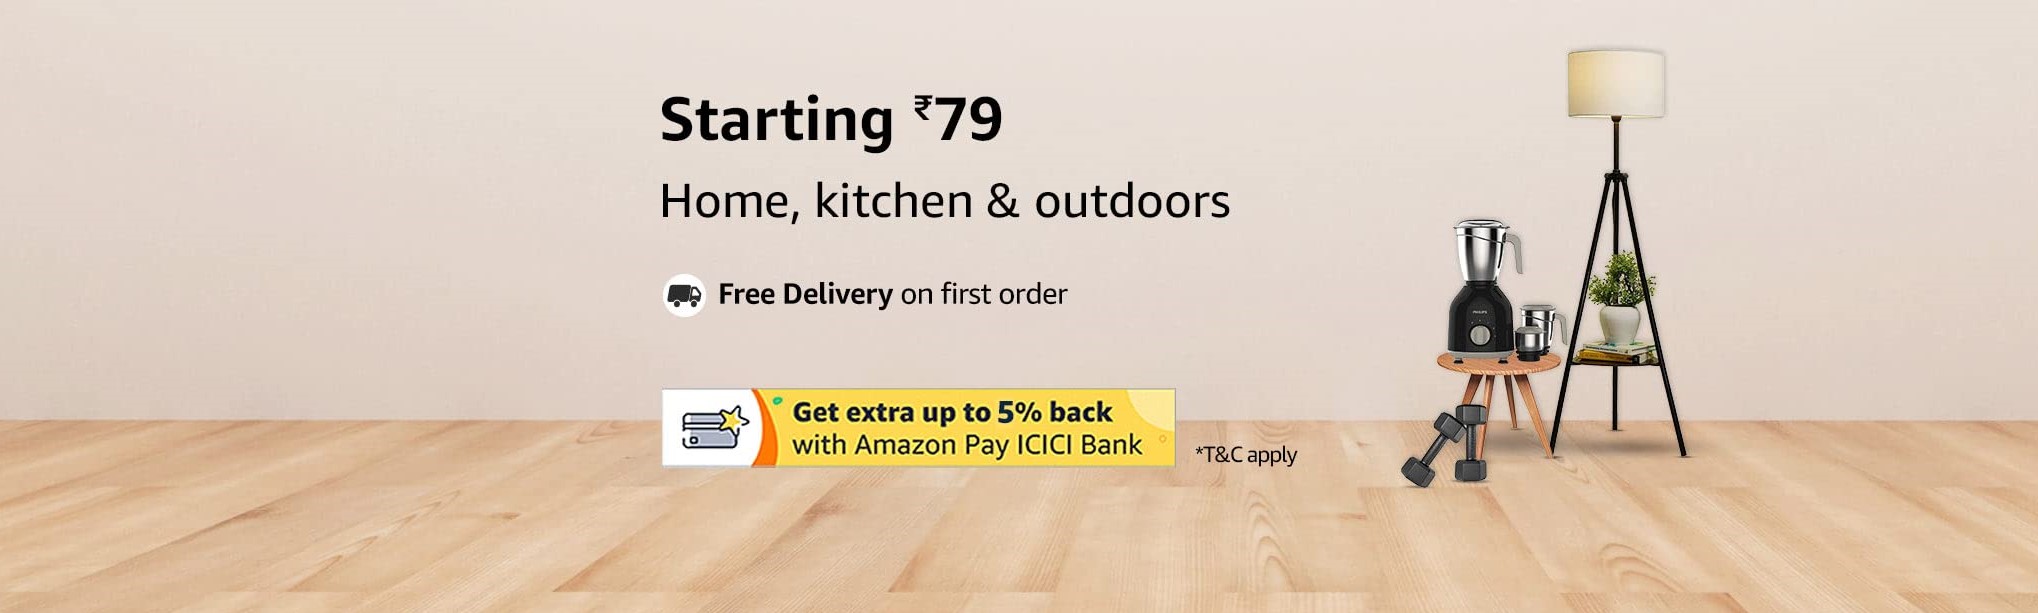 Starting ₹79
Home, kitchen & outdoors
Free Delivery on first order
Get extra up to 5% back
with Amazon Pay ICICI Bank
*T&C apply
PHILIPS